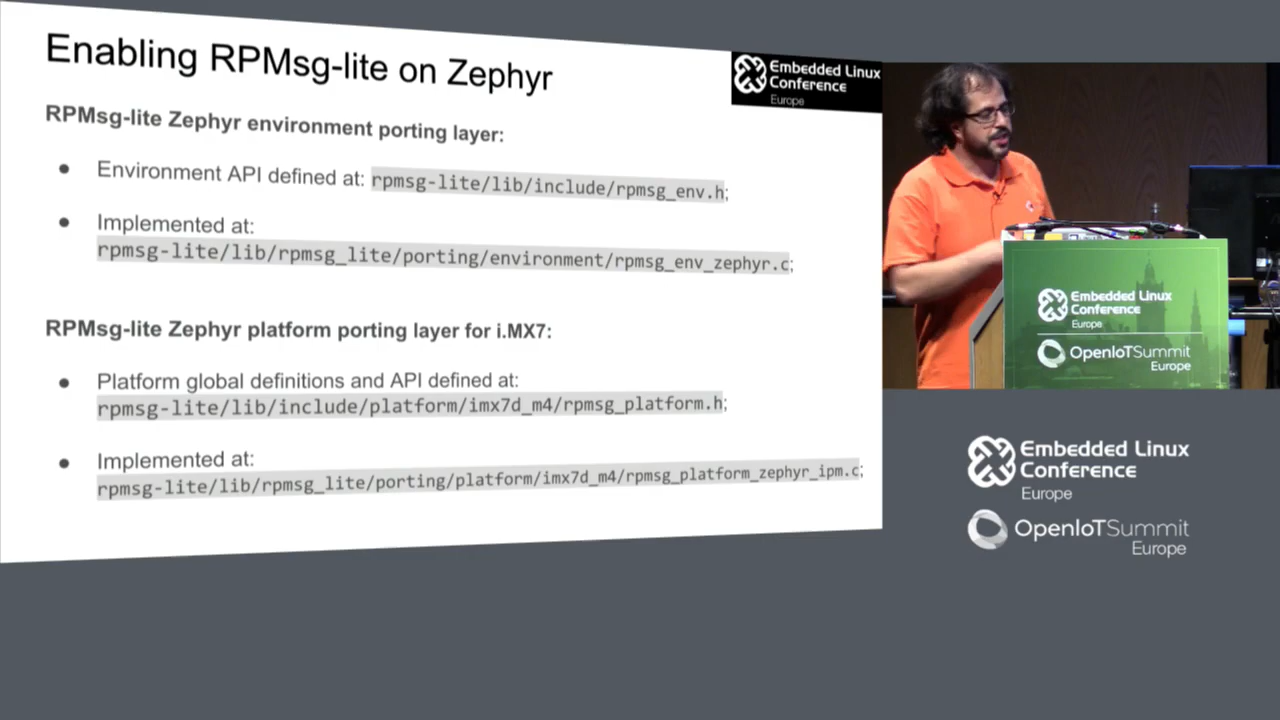 Enabling RPMsg-lite on Zephyr
Embedded Linux
Conference
Europe
RPMsg-lite Zephyr environment porting layer:
● Environment API defined at: rpmsg-lite/lib/include/rpmsg_env.h;
● Implemented at:
rpmsg-lite/lib/rpmsg_lite/porting/environment/rpmsg_env_zephyr.c;
RPMsg-lite Zephyr platform porting layer for i.MX7:
● Platform global definitions and API defined at:
rpmsg-lite/lib/include/platform/imx7d_m4/rpmsg_platform.h;
● Implemented at:
rpmsg-lite/lib/rpmsg_lite/porting/platform/imx7d_m4/rpmsg_platform_zephyr_ipm.c;
Embedded Linux
Conference
Europe
OpenIoTSummit
Europe
Embedded Linux
Conference
Europe
OpenIoTSummit
Europe